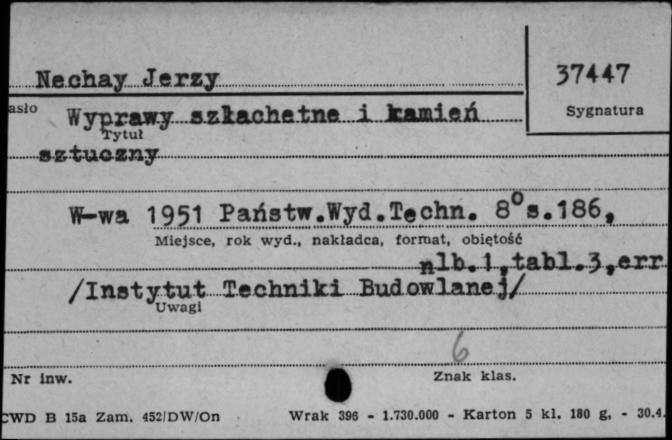 Nechay Jerzy
37447
Sygnatura
asło
Wyprawy szlachetne i kamień
Tytuł
sztuczny
W-wa 1951 Państw.Wyd.Techn. 8° s.186,
Miejsce, rok wyd., nakładca, format, objętość
nlb.1,tabl.3,err
/Instytut Techniki Budowlanej/
Uwagi
6
Nr inw.
Znak klas.
CWD B 15a Zam. 452/DW/On Wrak 396 - 1.730.000 - Karton 5 kl. 180 g, - 30.4.